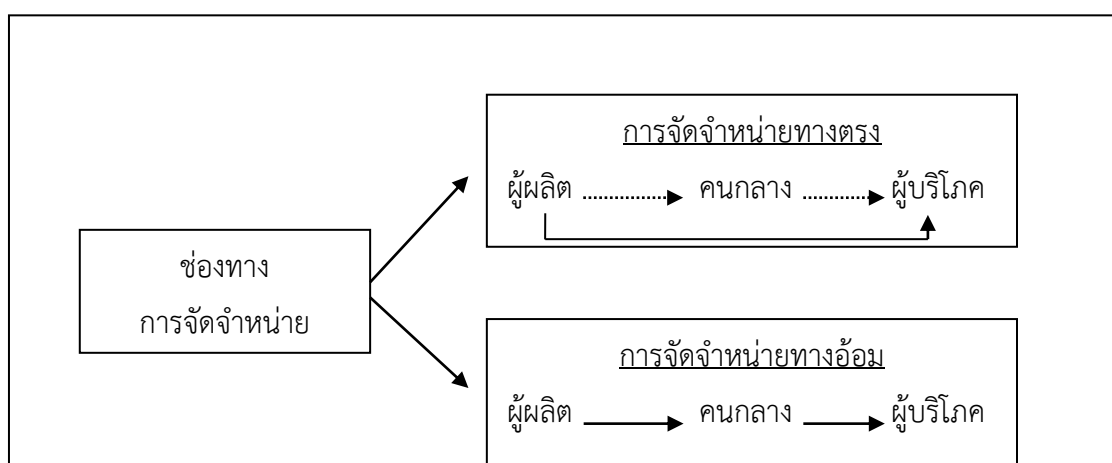 การจัดจำหน่ายทางตรง
ผู้ผลิต คนกลาง ผู้บริโภค
ช่องทาง
การจัดจำหน่าย
การจัดจำหน่ายทางอ้อม
ผู้ผลิต คนกลาง ผู้บริโภค